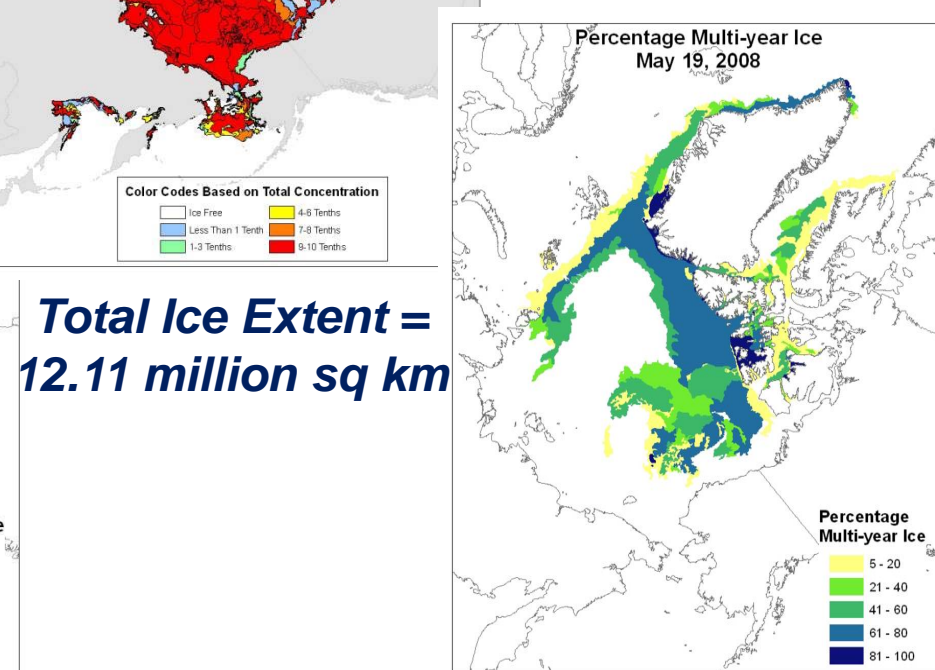 Color Codes Based on Total Concentration
Ice Free
4-6 Tenths
Less Than 1 Tenth
7-8 Tenths
1-3 Tenths
9-10 Tenths
Total Ice Extent =
12.11 million sq km
Percentage Multi-year Ice
May 19, 2008
Percentage
Multi-year Ice
5 - 20
21 - 40
41 - 60
61 - 80
81 - 100
e